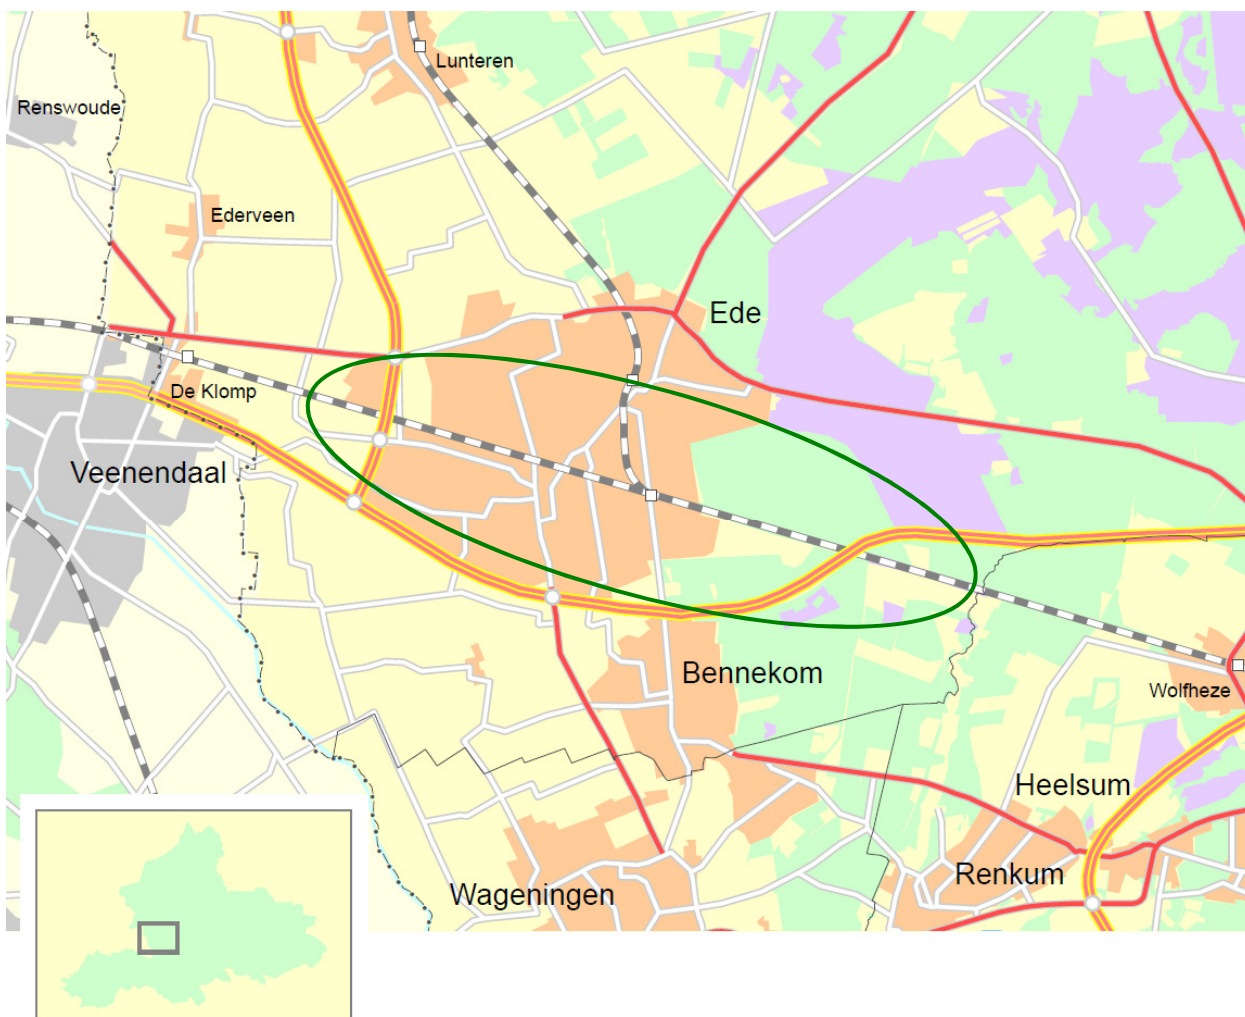 Lunteren
Renswoude
Ederveen
Ede
De Klomp
Veenendaal
Bennekom
Wolfheze
Heelsum
Renkum
Wageningen